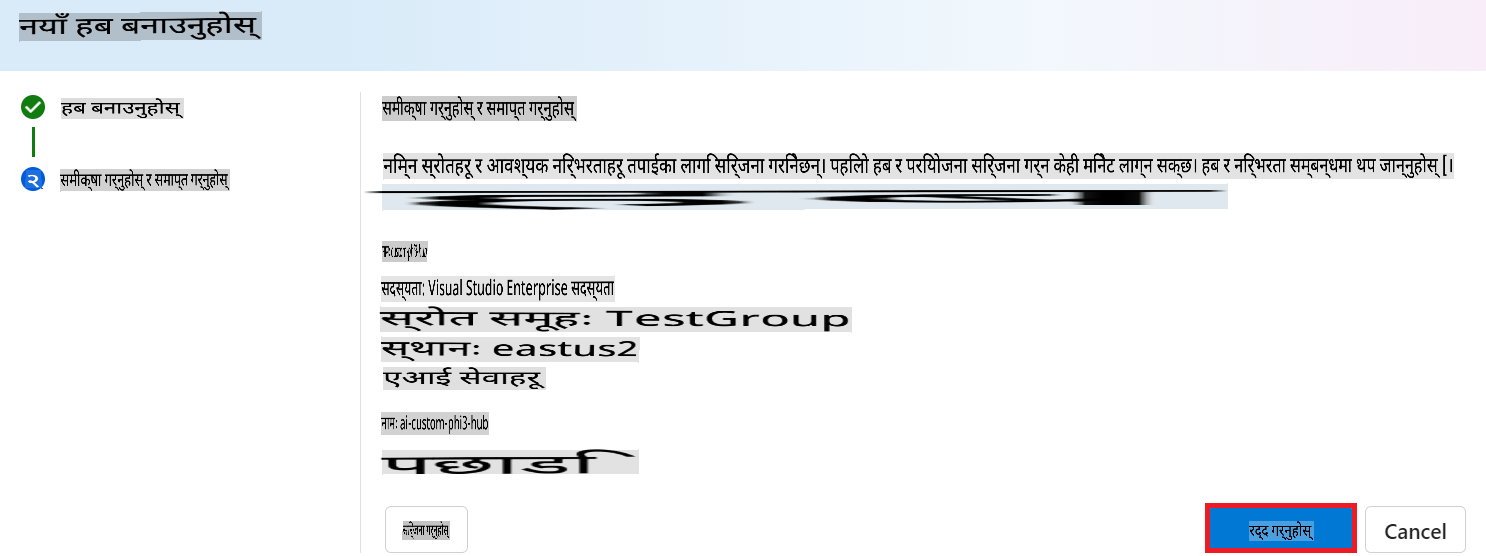 नयाँ हब बनाउनुहोस्
हब बनाउनुहोस्
२ समीक्षा गर्नुहोस् र समाप्त गर्नुहोस्
समीक्षा गर्नुहोस् र समाप्त गर्नुहोस्
निम्न स्रोतहरू र आवश्यक निर्भरताहरू तपाईंका लागि सिर्जना गरिनेछन्। पहिलो हब र परियोजना सिर्जना गर्न केही मिनेट लाग्न सक्छ। हब र निर्भरता सम्बन्धमा थप जान्नुहोस् [।
सदस्यता: Visual Studio Enterprise सदस्यता
स्रोत समूह: TestGroup
स्थान: eastus2
एआई सेवाहरू
नाम: ai-custom-phi3-hub
पछाडि
सिर्जना गर्नुहोस्
रद्द गर्नुहोस्
Cancel